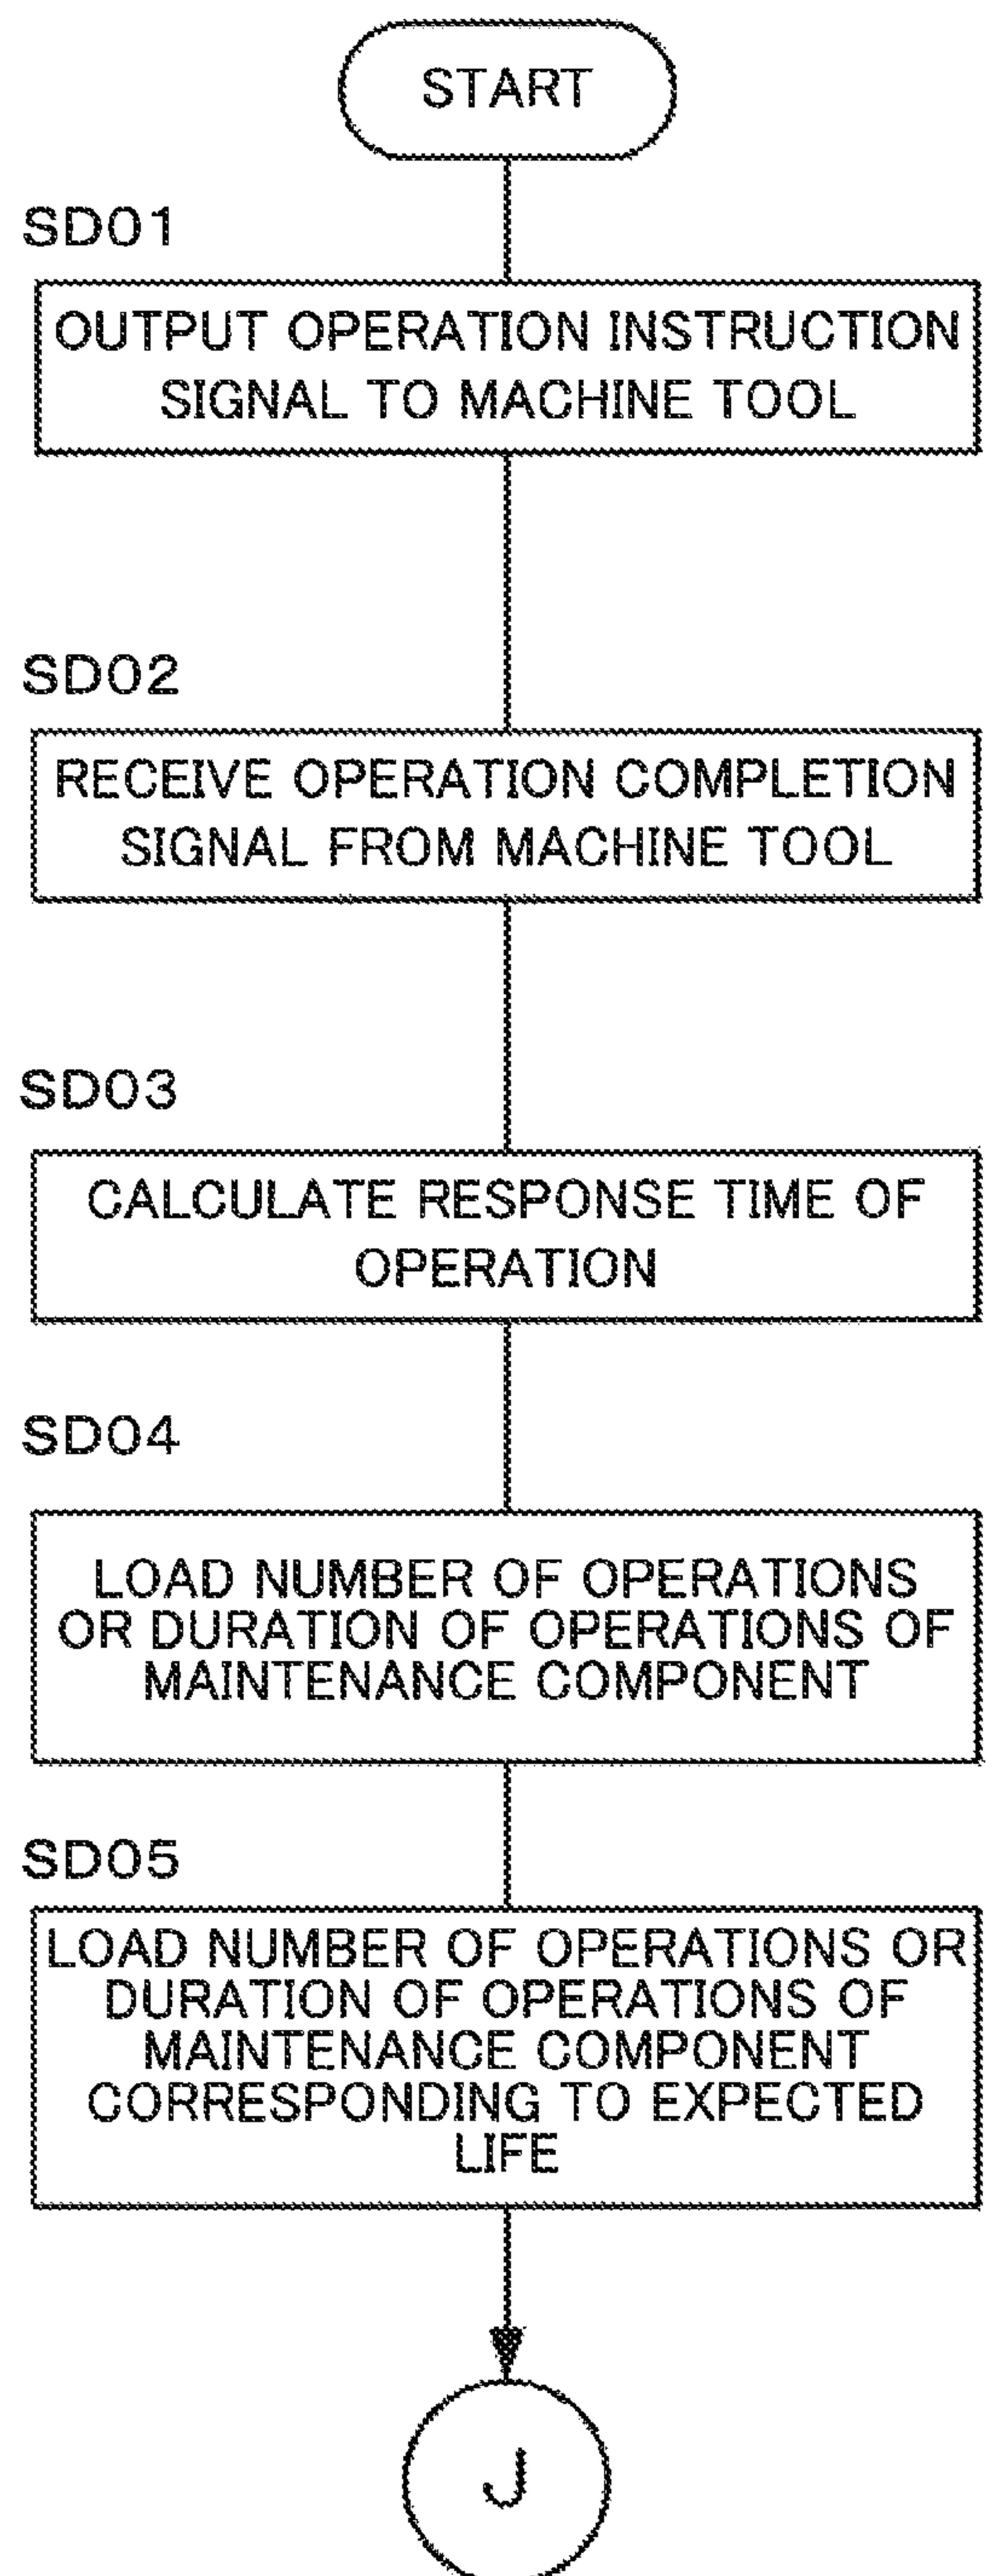 START
SD01
OUTPUT OPERATION INSTRUCTION
SIGNAL TO MACHINE TOOL
SD02
RECEIVE OPERATION COMPLETION
SIGNAL FROM MACHINE TOOL
SD03
CALCULATE RESPONSE TIME OF
OPERATION
SD04
LOAD NUMBER OF OPERATIONS
OR DURATION OF OPERATIONS OF
MAINTENANCE COMPONENT
SD05
LOAD NUMBER OF OPERATIONS OR
DURATION OF OPERATIONS OF
MAINTENANCE COMPONENT
CORRESPONDING TO EXPECTED
LIFE
J